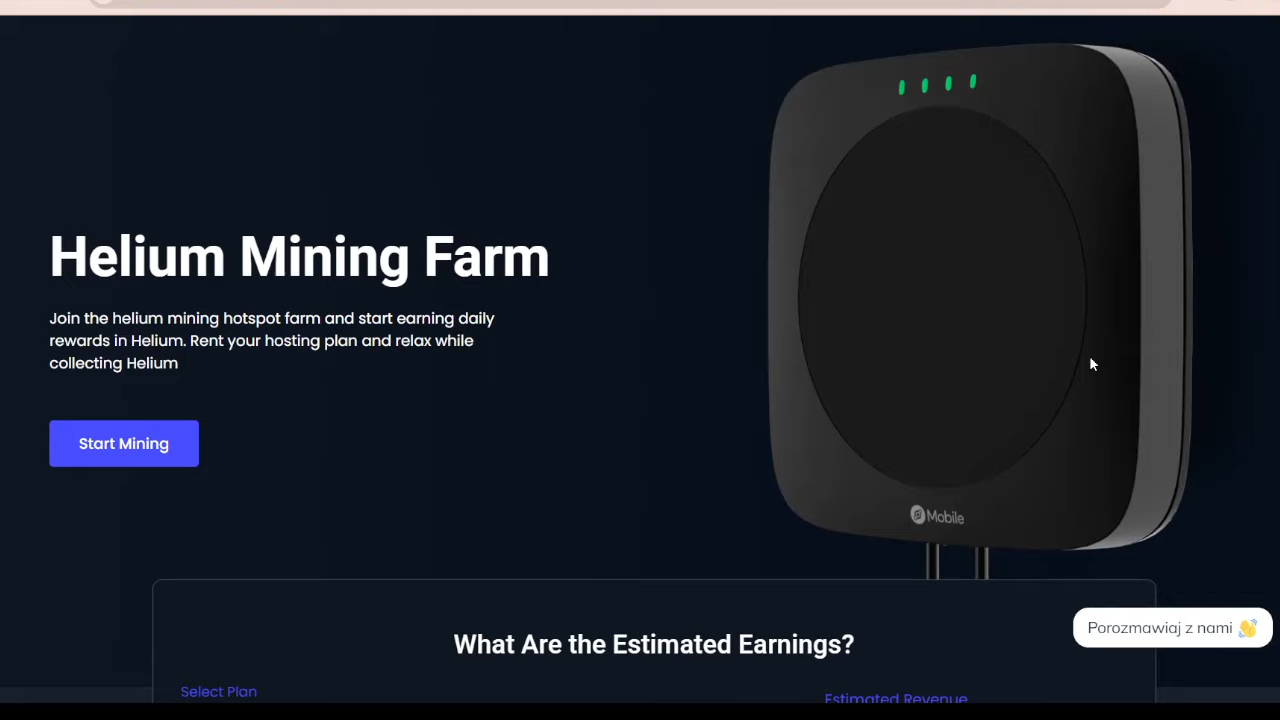 Helium Mining Farm
Join the helium mining hotspot farm and start earning daily
rewards in Helium. Rent your hosting plan and relax while
collecting Helium
Start Mining
Mobile
What Are the Estimated Earnings?
Porozmawiaj z nami 👋
Select Plan
Estimated Revenue